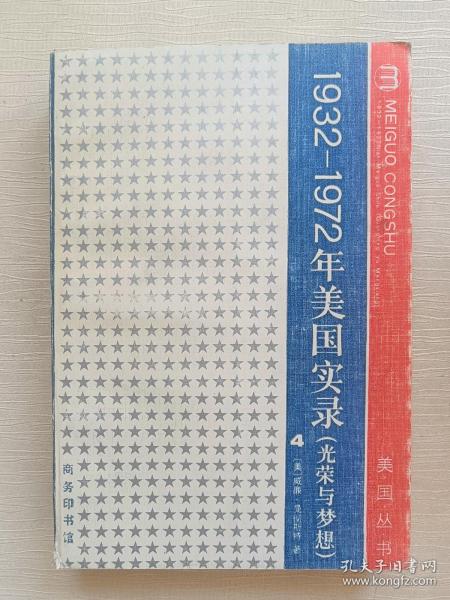 3
MEIGUO CONGSHU
美国丛书
1932-1972年美国实录(光荣与梦想)
4
[美]威廉·曼彻斯特 著
商务印书馆
孔夫子旧书网